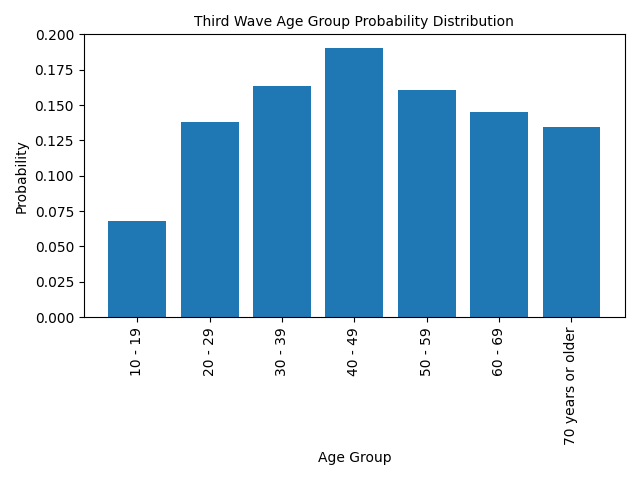 Third Wave Age Group Probability Distribution
0.200
0.175
0.150
0.125
0.100
0.075
0.050
0.025
0.000
Probability
10 - 19
20 - 29
30 - 39
40 - 49
50 - 59
60 - 69
70 years or older
Age Group